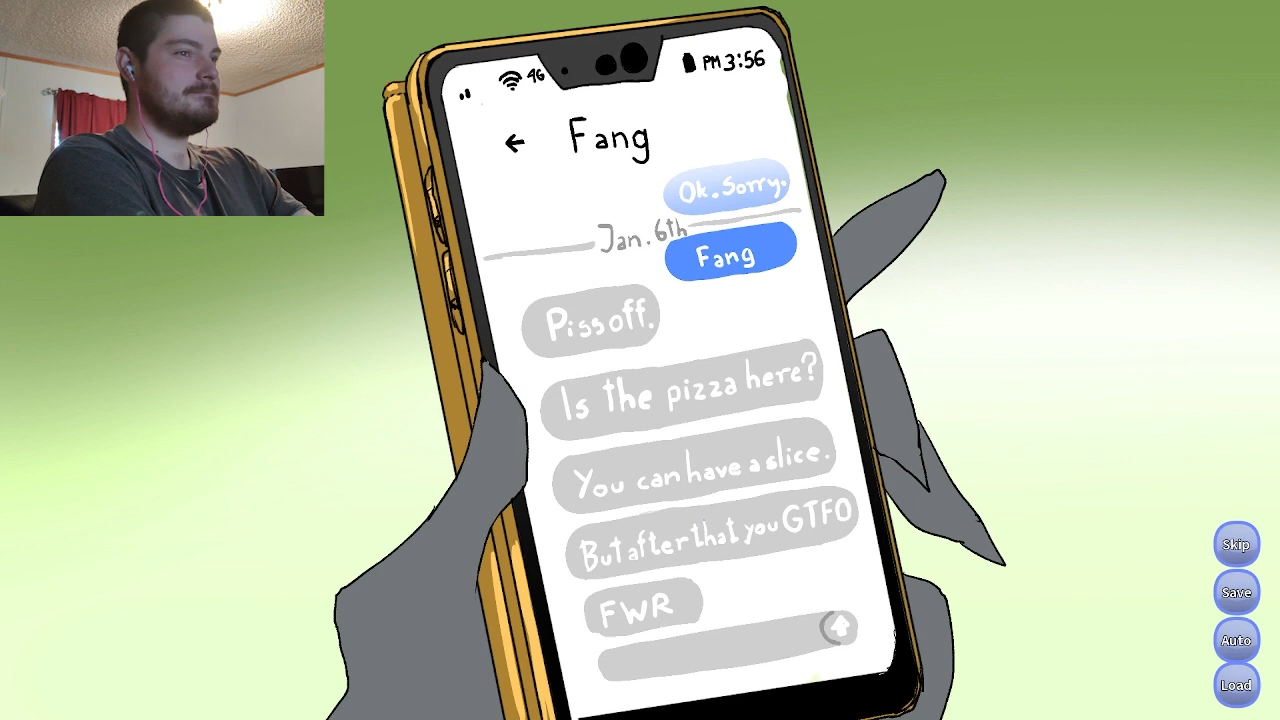 4G
PM 3:56
← Fang
Ok. Sorry.
Jan. 6th
Fang
Piss off.
Is the pizza here?
You can have a slice.
But after that you GTFO
FWR
Skip
Save
Auto
Load